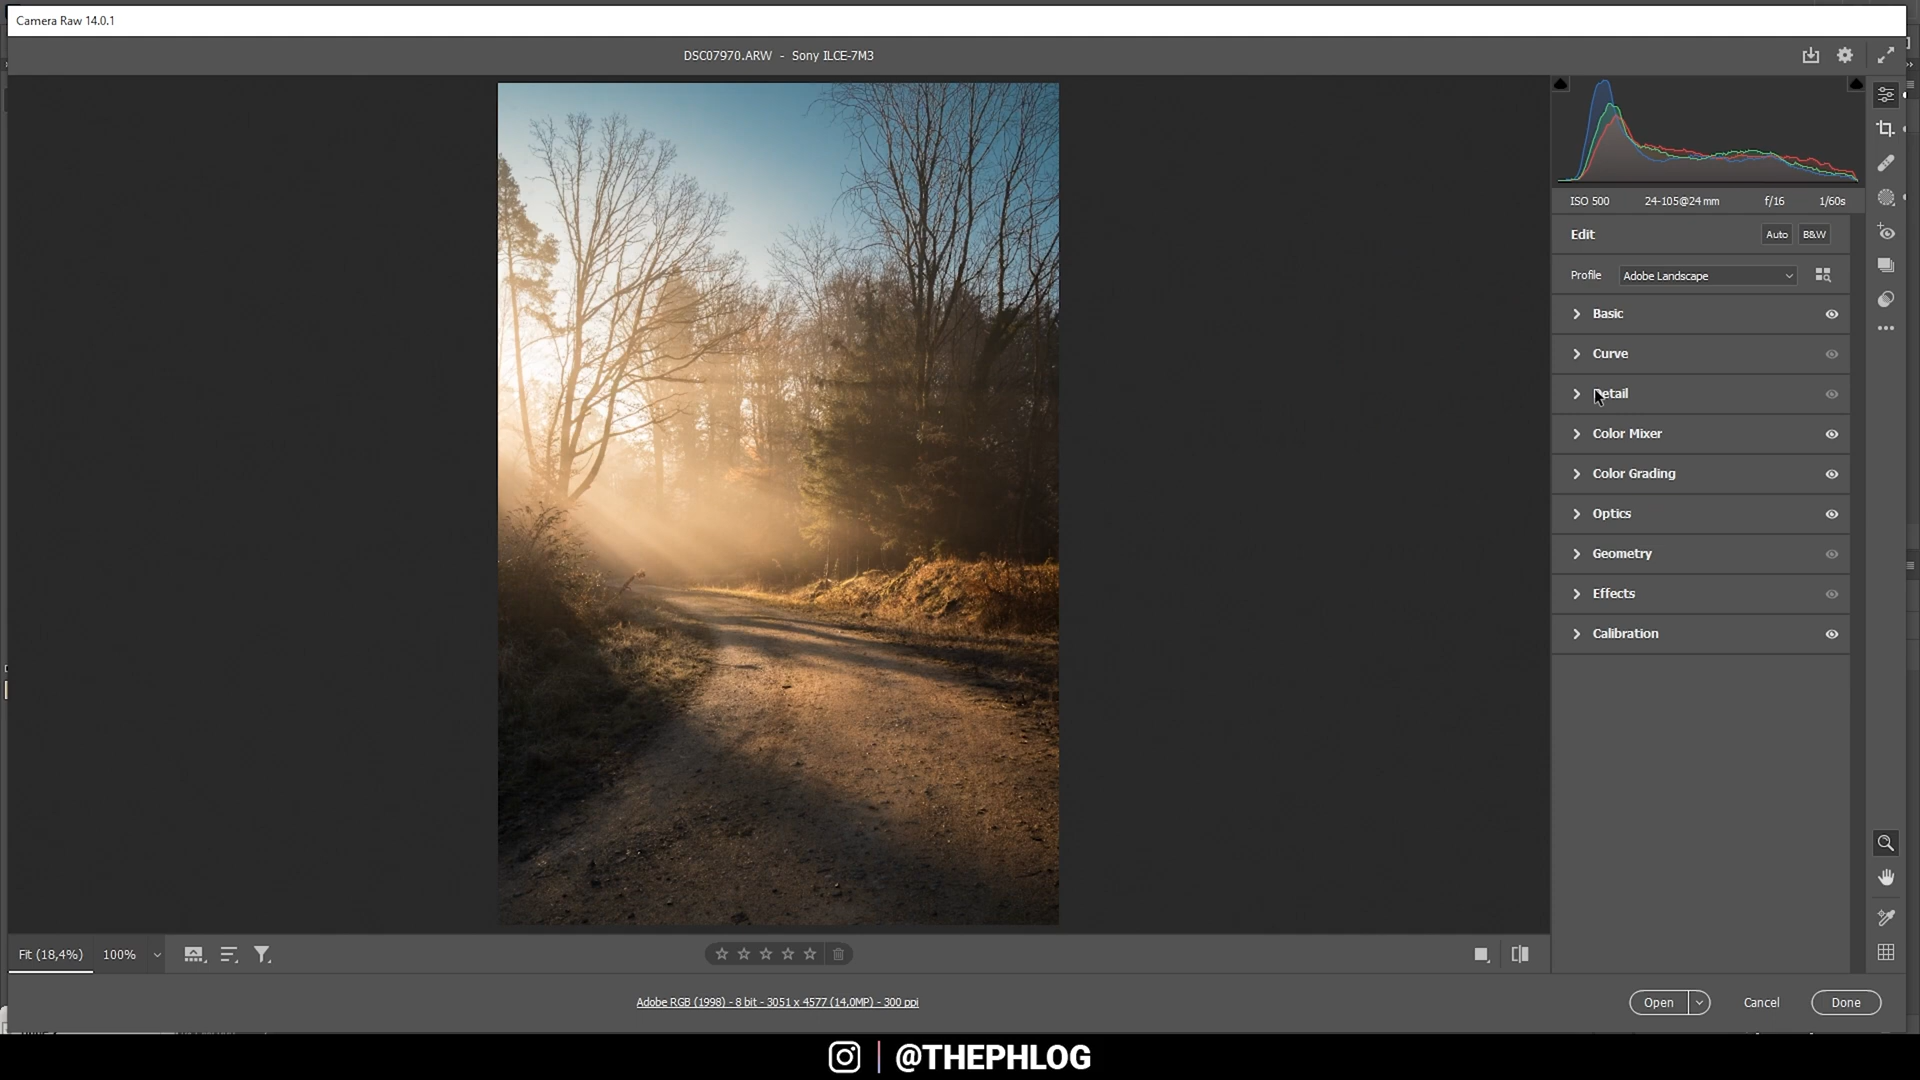 Camera Raw 14.0.1
DSC07970.ARW - Sony ILCE-7M3
ISO 500 24-105@24 mm f/16 1/60s
Edit Auto B&W
Profile Adobe Landscape
Basic
Curve
Detail
Color Mixer
Color Grading
Optics
Geometry
Effects
Calibration
Fit (18,4%) 100%
Adobe RGB (1998) - 8 bit - 3051 x 4577 (14,0MP) - 300 ppi
Open Cancel Done
@THEPHLOG